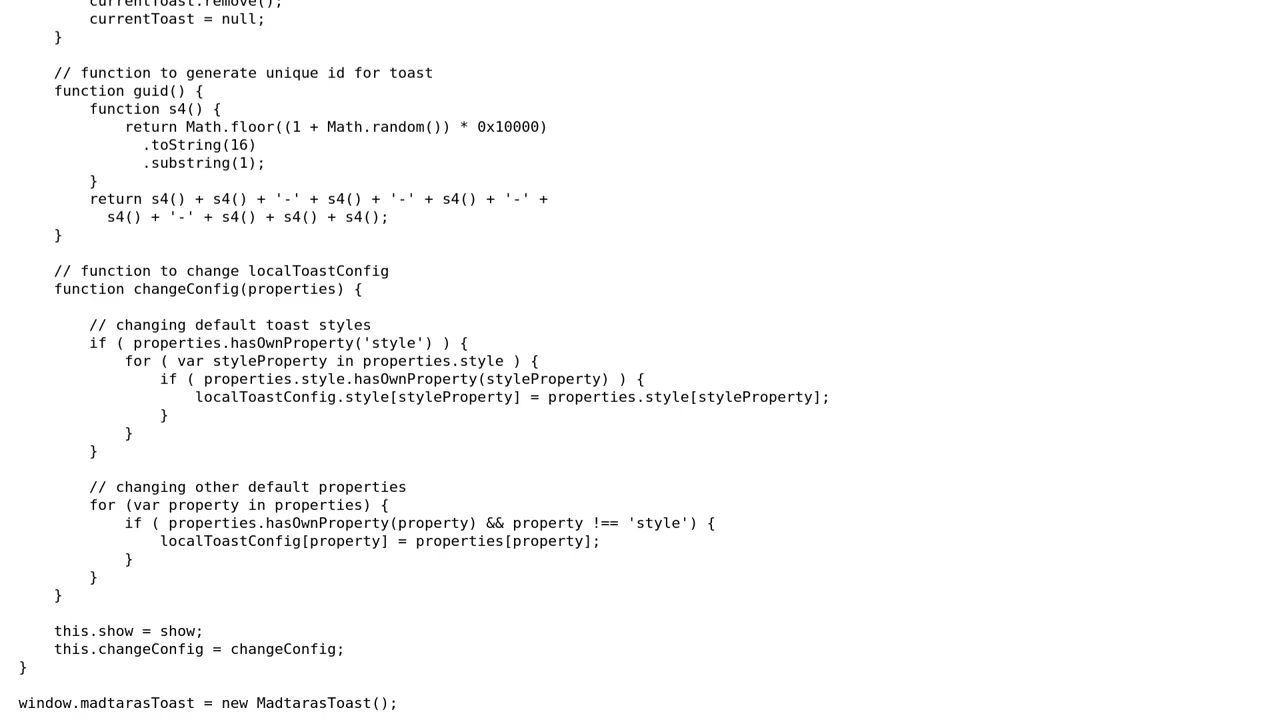 currentToast.remove();
        currentToast = null;
    }

    // function to generate unique id for toast
    function guid() {
        function s4() {
            return Math.floor((1 + Math.random()) * 0x10000)
              .toString(16)
              .substring(1);
        }
        return s4() + s4() + '-' + s4() + '-' + s4() + '-' +
          s4() + '-' + s4() + s4() + s4();
    }

    // function to change localToastConfig
    function changeConfig(properties) {

        // changing default toast styles
        if ( properties.hasOwnProperty('style') ) {
            for ( var styleProperty in properties.style ) {
                if ( properties.style.hasOwnProperty(styleProperty) ) {
                    localToastConfig.style[styleProperty] = properties.style[styleProperty];
                }
            }
        }

        // changing other default properties
        for (var property in properties) {
            if ( properties.hasOwnProperty(property) && property !== 'style') {
                localToastConfig[property] = properties[property];
            }
        }
    }

    this.show = show;
    this.changeConfig = changeConfig;
}

window.madtarasToast = new MadtarasToast();